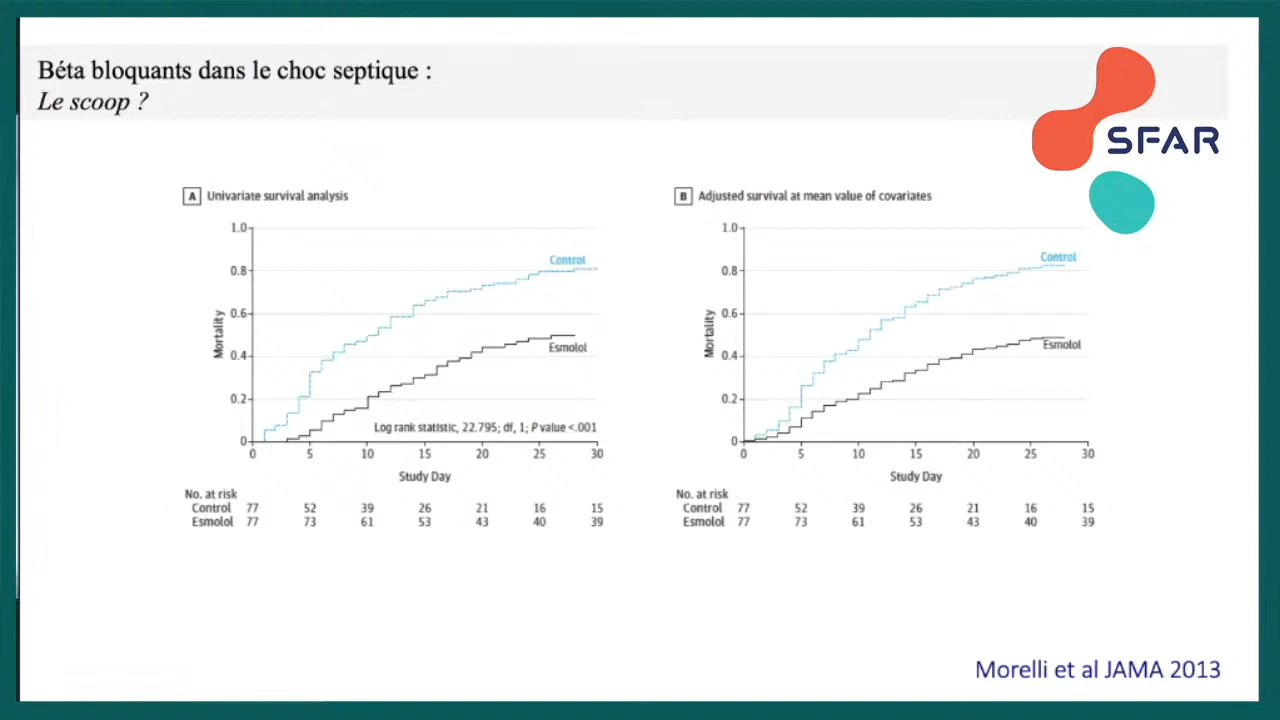 Béta bloquants dans le choc septique :
Le scoop ?
SFAR
A Univariate survival analysis
1.0
0.8
0.6
0.4
0.2
0
Mortality
Control
Esmolol
Log rank statistic, 22.795; df, 1; P value <.001
0 5 10 15 20 25 30
Study Day
No. at risk
Control 77 52 39 26 21 16 15
Esmolol 77 73 61 53 43 40 39
B Adjusted survival at mean value of covariates
1.0
0.8
0.6
0.4
0.2
0
Mortality
Control
Esmolol
0 5 10 15 20 25 30
Study Day
No. at risk
Control 77 52 39 26 21 16 15
Esmolol 77 73 61 53 43 40 39
Morelli et al JAMA 2013